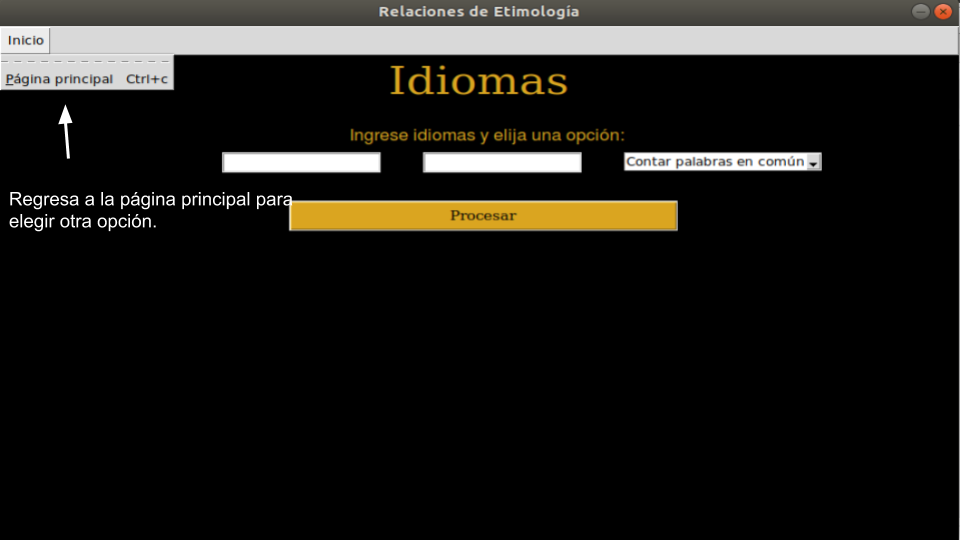 Relaciones de Etimología
Inicio
Página principal Ctrl+c
Idiomas
Ingrese idiomas y elija una opción:
Contar palabras en común
Regresa a la página principal para
elegir otra opción.
Procesar